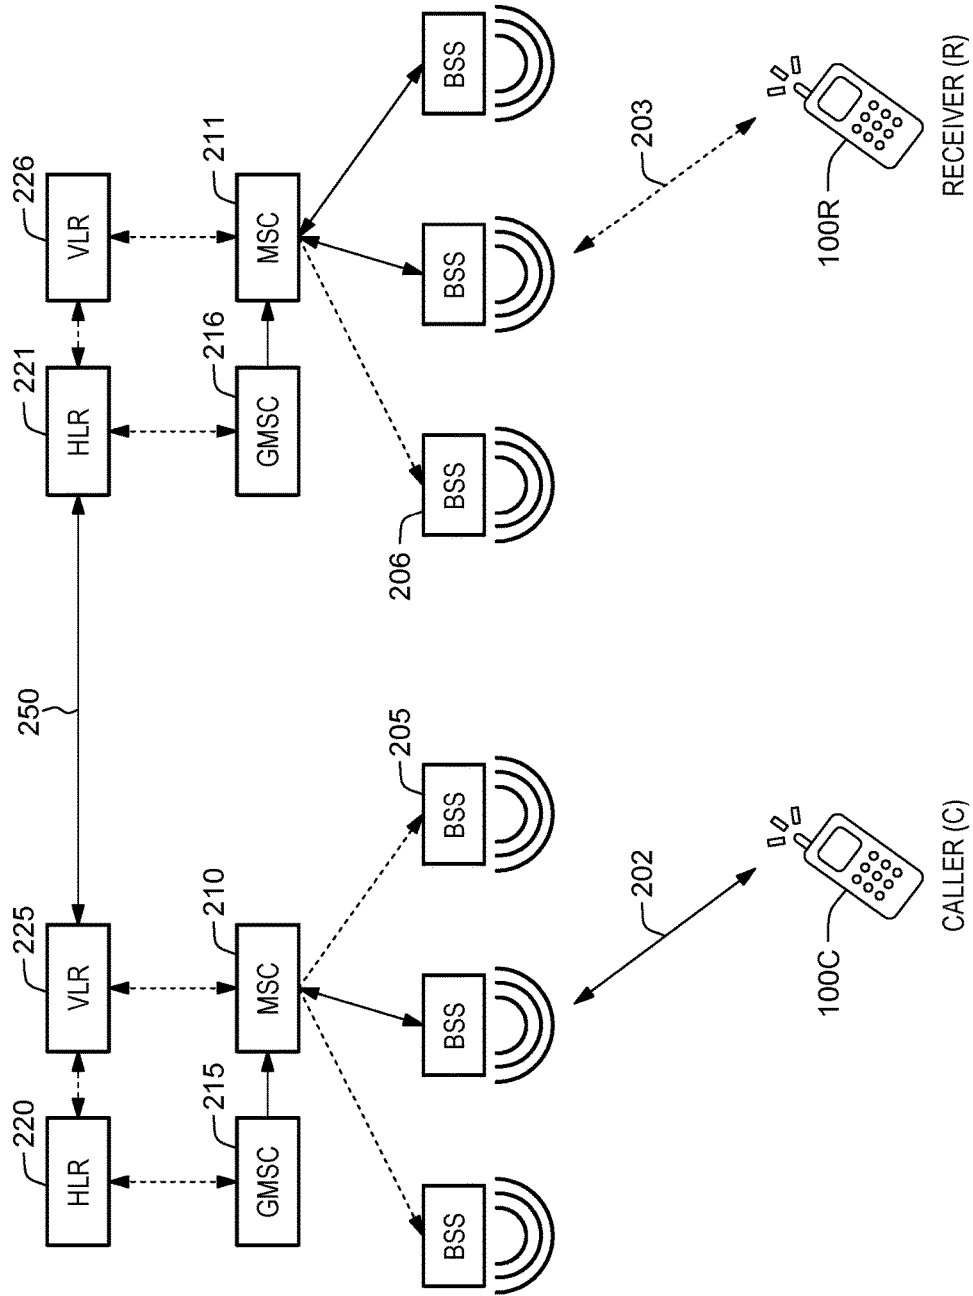 220
225
250
221
226
HLR
VLR
HLR
VLR
215
210
216
211
GMSC
MSC
GMSC
MSC
205
206
BSS
BSS
BSS
BSS
BSS
BSS
202
203
100C
100R
CALLER (C)
RECEIVER (R)